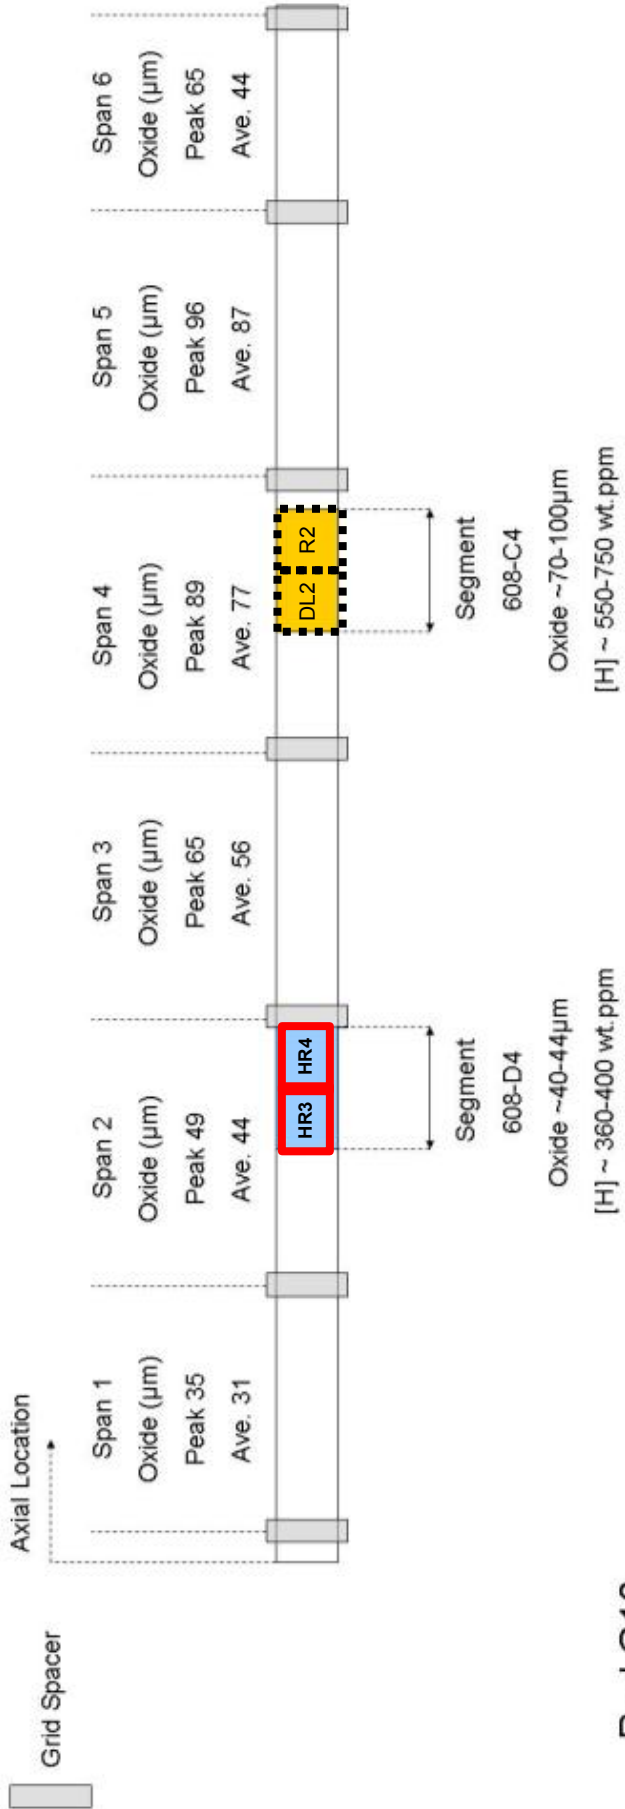 Grid Spacer
Axial Location
Span 1
Oxide (µm)
Peak 35
Ave. 31
Span 2
Oxide (µm)
Peak 49
Ave. 44
Span 3
Oxide (µm)
Peak 65
Ave. 56
Span 4
Oxide (µm)
Peak 89
Ave. 77
Span 5
Oxide (µm)
Peak 96
Ave. 87
Span 6
Oxide (µm)
Peak 65
Ave. 44
HR3
HR4
DL2
R2
Segment
608-D4
Oxide ~40-44µm
[H] ~ 360-400 wt.ppm
Segment
608-C4
Oxide ~70-100µm
[H] ~ 550-750 wt.ppm